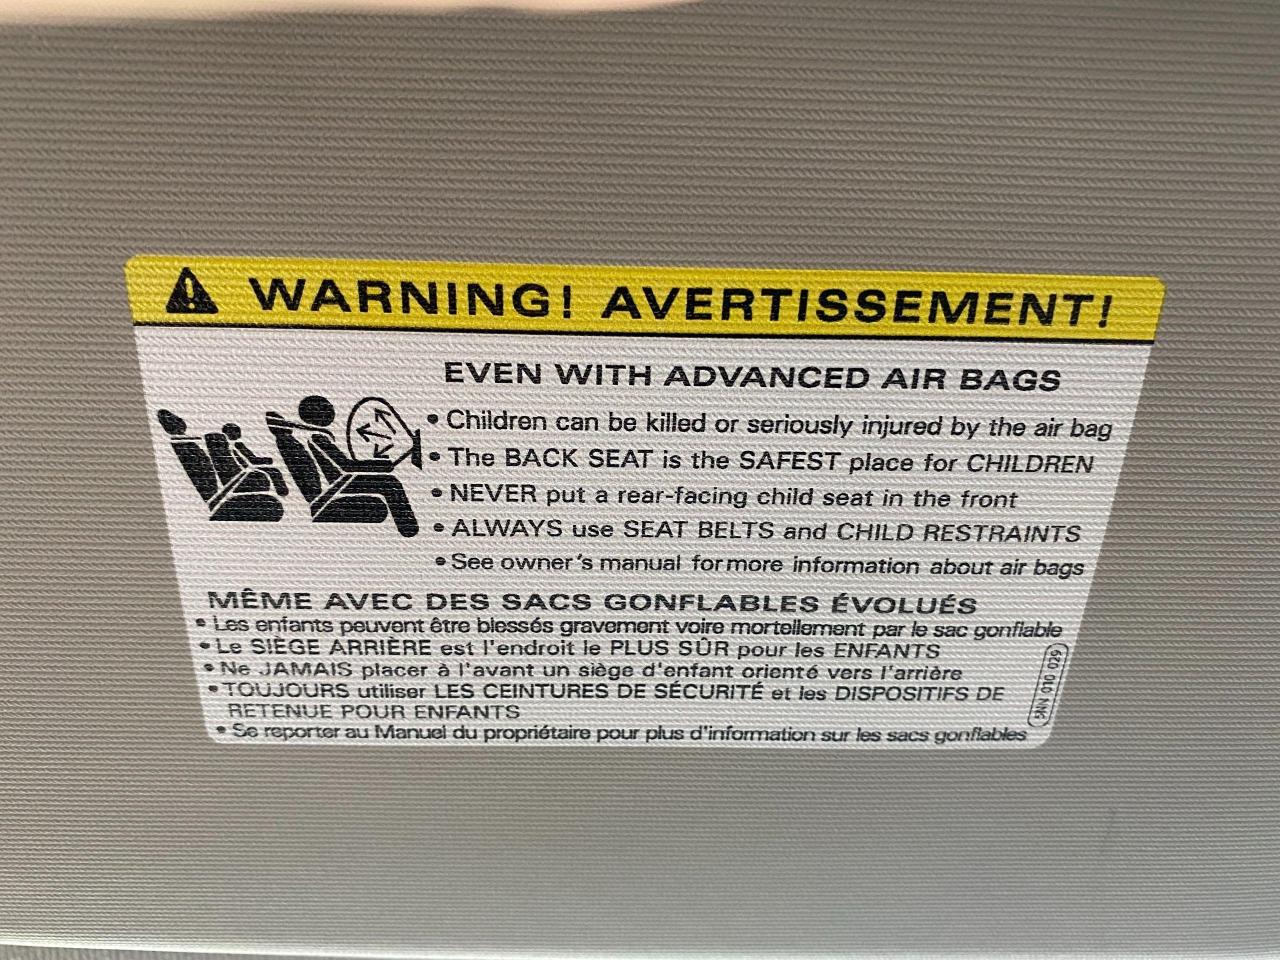 WARNING! AVERTISSEMENT!
EVEN WITH ADVANCED AIR BAGS
• Children can be killed or seriously injured by the air bag
• The BACK SEAT is the SAFEST place for CHILDREN
• NEVER put a rear-facing child seat in the front
• ALWAYS use SEAT BELTS and CHILD RESTRAINTS
• See owner's manual for more information about air bags
MÊME AVEC DES SACS GONFLABLES ÉVOLUÉS
• Les enfants peuvent être blessés gravement voire mortellement par le sac gonflable
• Le SIÈGE ARRIÈRE est l'endroit le PLUS SÛR pour les ENFANTS
• Ne JAMAIS placer à l'avant un siège d'enfant orienté vers l'arrière
• TOUJOURS utiliser LES CEINTURES DE SÉCURITÉ et les DISPOSITIFS DE
RETENUE POUR ENFANTS
• Se reporter au Manuel du propriétaire pour plus d'information sur les sacs gonflables